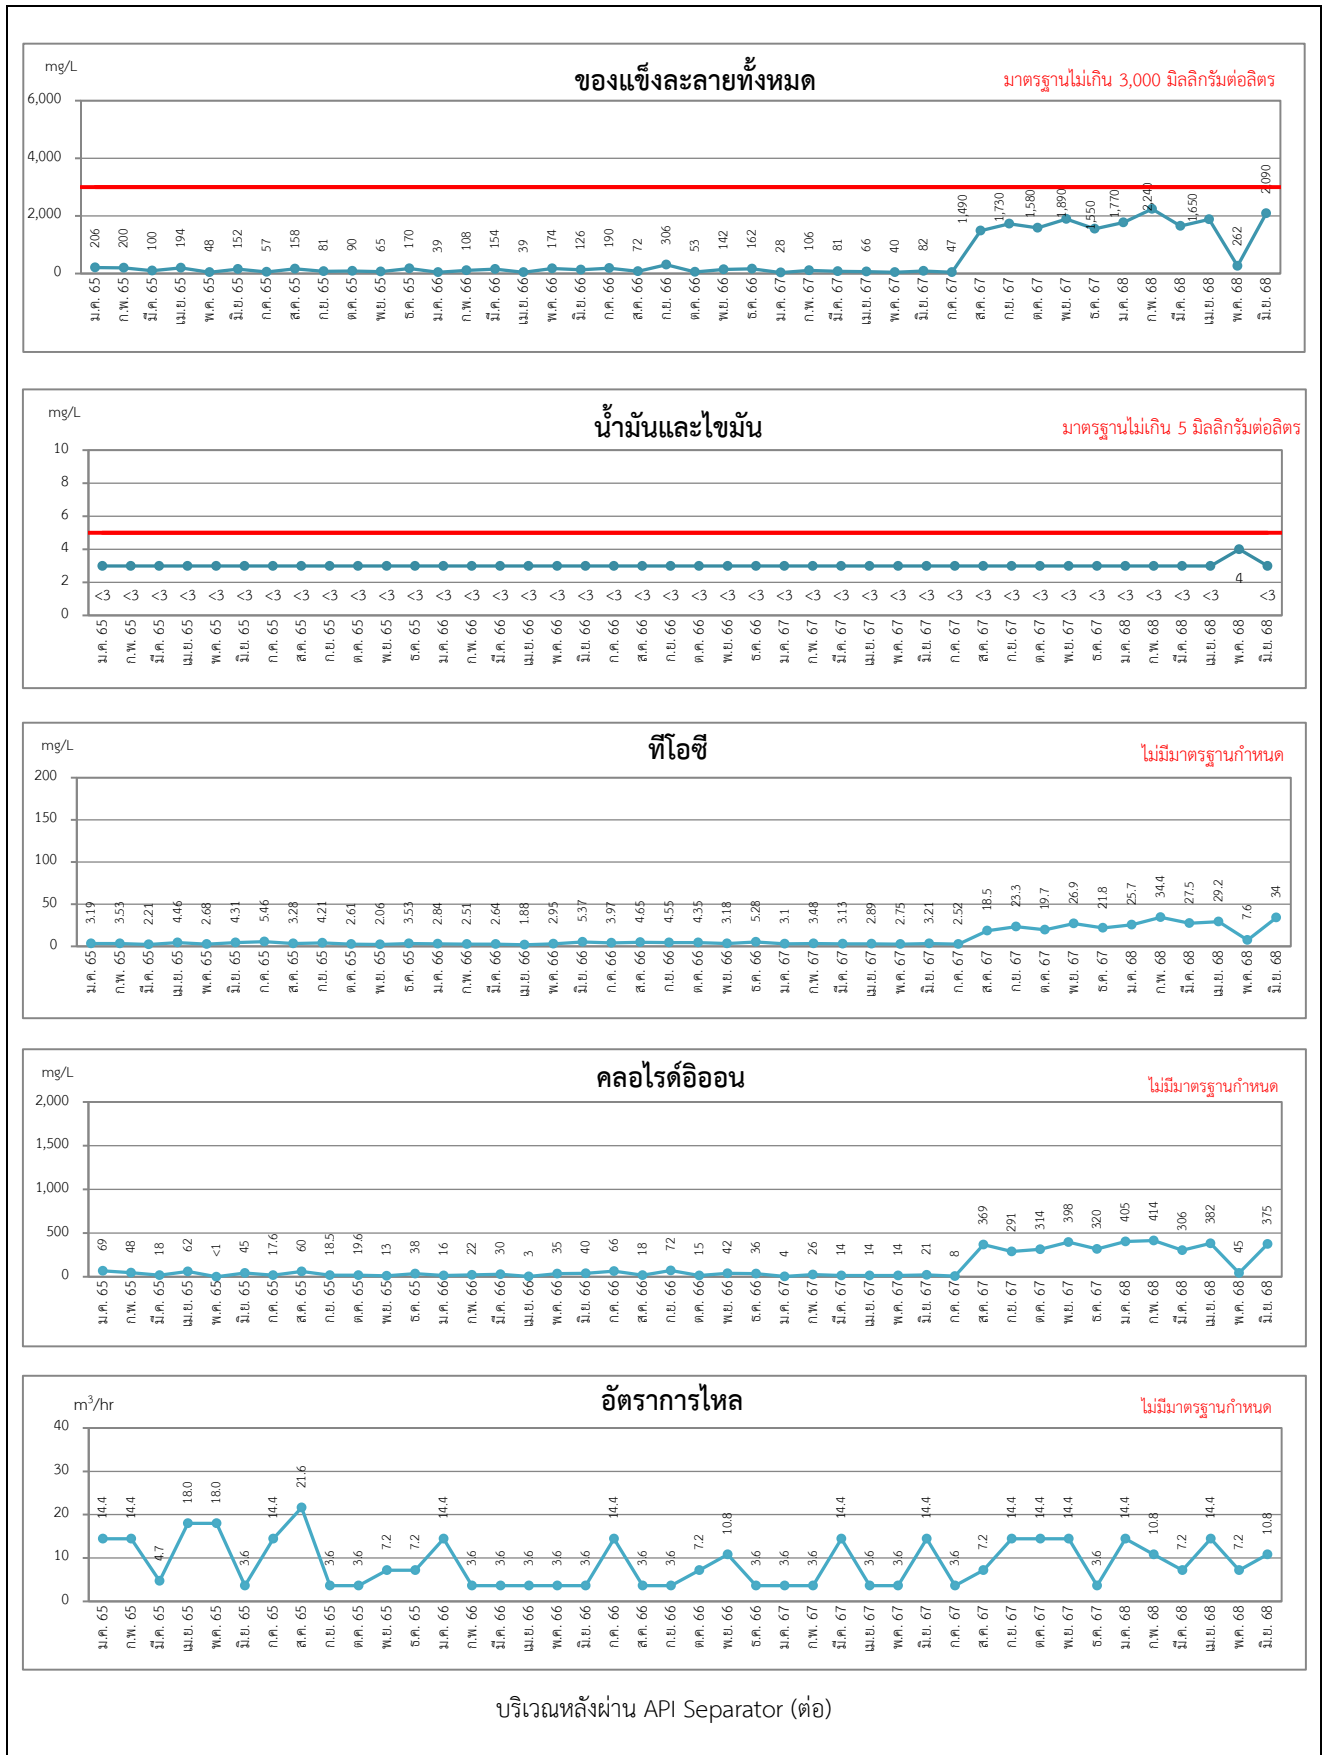 mg/L
ของแข็งละลายทั้งหมด
มาตรฐานไม่เกิน 3,000 มิลลิกรัมต่อลิตร
6,000
4,000
2,000
0
206 200 100 194 48 152 57 158 81 90 65 170 39 108 154 39 174 126 190 72 306 53 142 162 28 106 81 66 40 82 47 1,490 1,730 1,580 1,890 1,550 1,770 2,240 1,650 262 2,090
ม.ค. 65 ก.พ. 65 มี.ค. 65 เม.ย. 65 พ.ค. 65 มิ.ย. 65 ก.ค. 65 ส.ค. 65 ก.ย. 65 ต.ค. 65 พ.ย. 65 ธ.ค. 65 ม.ค. 66 ก.พ. 66 มี.ค. 66 เม.ย. 66 พ.ค. 66 มิ.ย. 66 ก.ค. 66 ส.ค. 66 ก.ย. 66 ต.ค. 66 พ.ย. 66 ธ.ค. 66 ม.ค. 67 ก.พ. 67 มี.ค. 67 เม.ย. 67 พ.ค. 67 มิ.ย. 67 ก.ค. 67 ส.ค. 67 ก.ย. 67 ต.ค. 67 พ.ย. 67 ธ.ค. 67 ม.ค. 68 ก.พ. 68 มี.ค. 68 เม.ย. 68 พ.ค. 68 มิ.ย. 68
mg/L
น้ำมันและไขมัน
มาตรฐานไม่เกิน 5 มิลลิกรัมต่อลิตร
10
8
6
4
2
0
<3 <3 <3 <3 <3 <3 <3 <3 <3 <3 <3 <3 <3 <3 <3 <3 <3 <3 <3 <3 <3 <3 <3 <3 <3 <3 <3 <3 <3 <3 <3 <3 <3 <3 <3 <3 <3 <3 <3 <3 4 <3
ม.ค. 65 ก.พ. 65 มี.ค. 65 เม.ย. 65 พ.ค. 65 มิ.ย. 65 ก.ค. 65 ส.ค. 65 ก.ย. 65 ต.ค. 65 พ.ย. 65 ธ.ค. 65 ม.ค. 66 ก.พ. 66 มี.ค. 66 เม.ย. 66 พ.ค. 66 มิ.ย. 66 ก.ค. 66 ส.ค. 66 ก.ย. 66 ต.ค. 66 พ.ย. 66 ธ.ค. 66 ม.ค. 67 ก.พ. 67 มี.ค. 67 เม.ย. 67 พ.ค. 67 มิ.ย. 67 ก.ค. 67 ส.ค. 67 ก.ย. 67 ต.ค. 67 พ.ย. 67 ธ.ค. 67 ม.ค. 68 ก.พ. 68 มี.ค. 68 เม.ย. 68 พ.ค. 68 มิ.ย. 68
mg/L
ทีโอซี
ไม่มีมาตรฐานกำหนด
200
150
100
50
0
3.19 3.53 2.21 4.46 2.68 4.31 5.46 3.28 4.21 2.61 2.06 3.53 2.84 2.51 2.64 1.88 2.95 5.37 3.97 4.65 4.55 4.35 3.18 5.28 3.1 3.48 3.13 2.89 2.75 3.21 2.52 18.5 23.3 19.7 26.9 21.8 25.7 34.4 27.5 29.2 7.6 34
ม.ค. 65 ก.พ. 65 มี.ค. 65 เม.ย. 65 พ.ค. 65 มิ.ย. 65 ก.ค. 65 ส.ค. 65 ก.ย. 65 ต.ค. 65 พ.ย. 65 ธ.ค. 65 ม.ค. 66 ก.พ. 66 มี.ค. 66 เม.ย. 66 พ.ค. 66 มิ.ย. 66 ก.ค. 66 ส.ค. 66 ก.ย. 66 ต.ค. 66 พ.ย. 66 ธ.ค. 66 ม.ค. 67 ก.พ. 67 มี.ค. 67 เม.ย. 67 พ.ค. 67 มิ.ย. 67 ก.ค. 67 ส.ค. 67 ก.ย. 67 ต.ค. 67 พ.ย. 67 ธ.ค. 67 ม.ค. 68 ก.พ. 68 มี.ค. 68 เม.ย. 68 พ.ค. 68 มิ.ย. 68
mg/L
คลอไรด์อิออน
ไม่มีมาตรฐานกำหนด
2,000
1,500
1,000
500
0
69 48 18 62 <1 45 17.6 60 18.5 19.6 13 38 16 22 30 3 35 40 66 18 72 15 42 36 4 26 14 14 14 21 8 369 291 314 398 320 405 414 306 382 45 375
ม.ค. 65 ก.พ. 65 มี.ค. 65 เม.ย. 65 พ.ค. 65 มิ.ย. 65 ก.ค. 65 ส.ค. 65 ก.ย. 65 ต.ค. 65 พ.ย. 65 ธ.ค. 65 ม.ค. 66 ก.พ. 66 มี.ค. 66 เม.ย. 66 พ.ค. 66 มิ.ย. 66 ก.ค. 66 ส.ค. 66 ก.ย. 66 ต.ค. 66 พ.ย. 66 ธ.ค. 66 ม.ค. 67 ก.พ. 67 มี.ค. 67 เม.ย. 67 พ.ค. 67 มิ.ย. 67 ก.ค. 67 ส.ค. 67 ก.ย. 67 ต.ค. 67 พ.ย. 67 ธ.ค. 67 ม.ค. 68 ก.พ. 68 มี.ค. 68 เม.ย. 68 พ.ค. 68 มิ.ย. 68
m³/hr
อัตราการไหล
ไม่มีมาตรฐานกำหนด
40
30
20
10
0
14.4 14.4 4.7 18.0 18.0 3.6 14.4 21.6 3.6 3.6 7.2 7.2 14.4 3.6 3.6 3.6 3.6 3.6 14.4 3.6 3.6 7.2 10.8 3.6 3.6 3.6 14.4 3.6 3.6 14.4 3.6 7.2 14.4 14.4 14.4 3.6 14.4 10.8 7.2 14.4 7.2 10.8
ม.ค. 65 ก.พ. 65 มี.ค. 65 เม.ย. 65 พ.ค. 65 มิ.ย. 65 ก.ค. 65 ส.ค. 65 ก.ย. 65 ต.ค. 65 พ.ย. 65 ธ.ค. 65 ม.ค. 66 ก.พ. 66 มี.ค. 66 เม.ย. 66 พ.ค. 66 มิ.ย. 66 ก.ค. 66 ส.ค. 66 ก.ย. 66 ต.ค. 66 พ.ย. 66 ธ.ค. 66 ม.ค. 67 ก.พ. 67 มี.ค. 67 เม.ย. 67 พ.ค. 67 มิ.ย. 67 ก.ค. 67 ส.ค. 67 ก.ย. 67 ต.ค. 67 พ.ย. 67 ธ.ค. 67 ม.ค. 68 ก.พ. 68 มี.ค. 68 เม.ย. 68 พ.ค. 68 มิ.ย. 68
บริเวณหลังผ่าน API Separator (ต่อ)